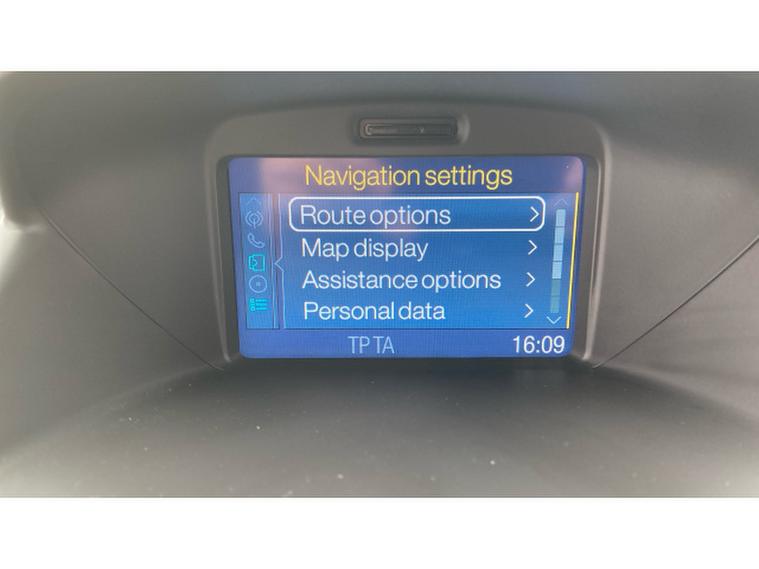 Navigation settings
Route options
Map display
Assistance options
Personal data
TP TA
16:09